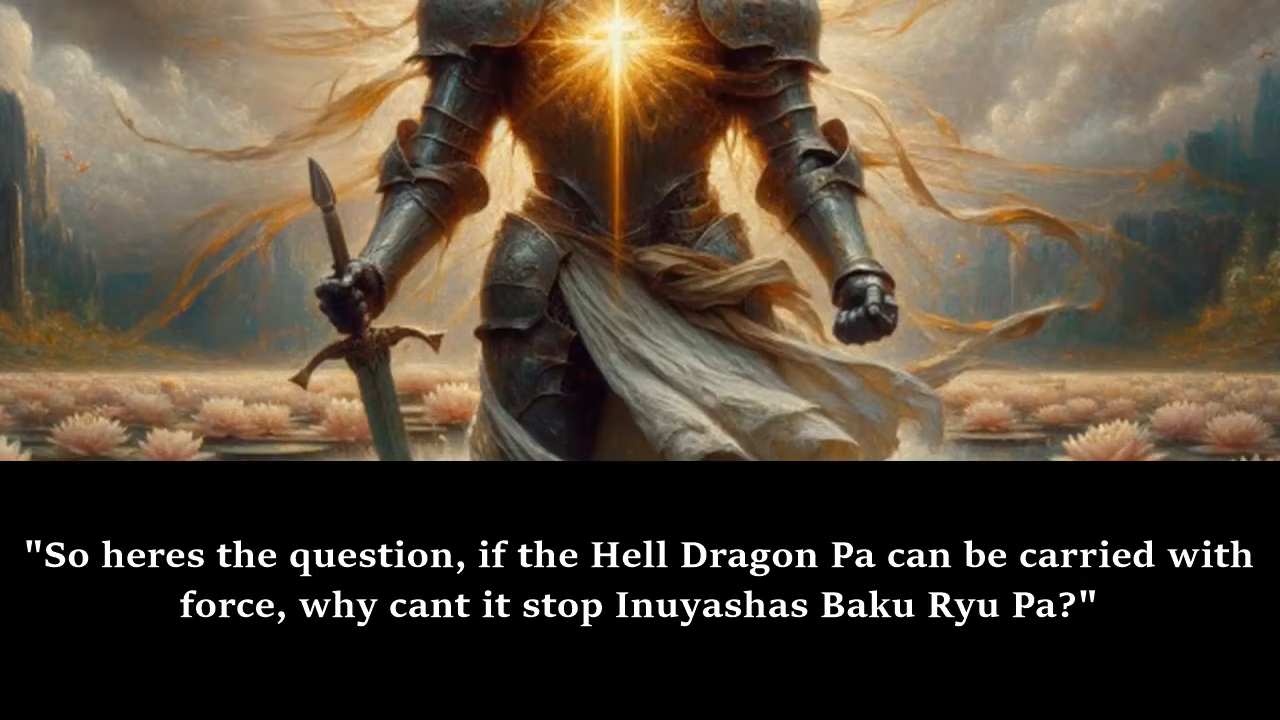 "So heres the question, if the Hell Dragon Pa can be carried with
force, why cant it stop Inuyashas Baku Ryu Pa?"